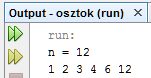 Output - osztok (run)
run:
n = 12
1 2 3 4 6 12